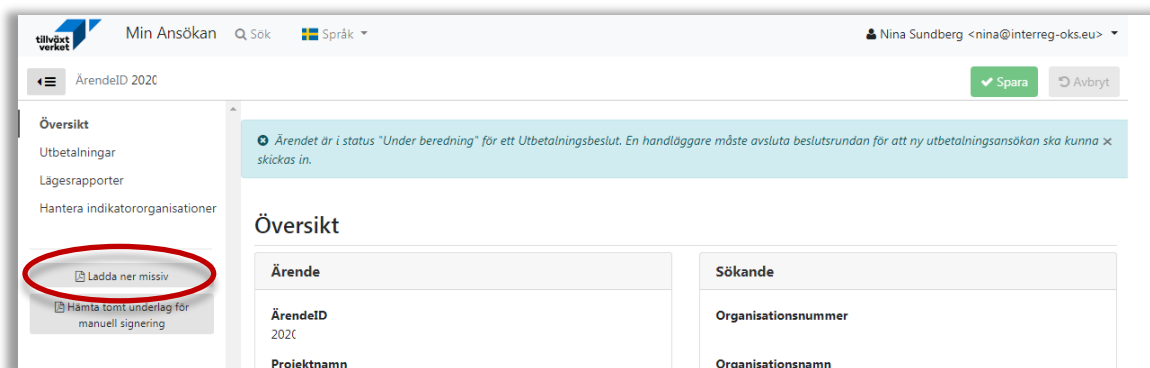 tillväxt
verket
Min Ansökan Sök Språk Nina Sundberg <nina@interreg-oks.eu>
ÄrendeID 2020 Spara Avbryt
Översikt
Utbetalningar
Lägesrapporter
Hantera indikatororganisationer
Ladda ner missiv
Hämta tomt underlag för
manuell signering
Ärendet är i status "Under beredning" för ett Utbetalningsbeslut. En handläggare måste avsluta beslutsrundan för att ny utbetalningsansökan ska kunna
skickas in.
Översikt
Ärende
ÄrendeID
2020
Projektnamn
Sökande
Organisationsnummer
Organisationsnamn